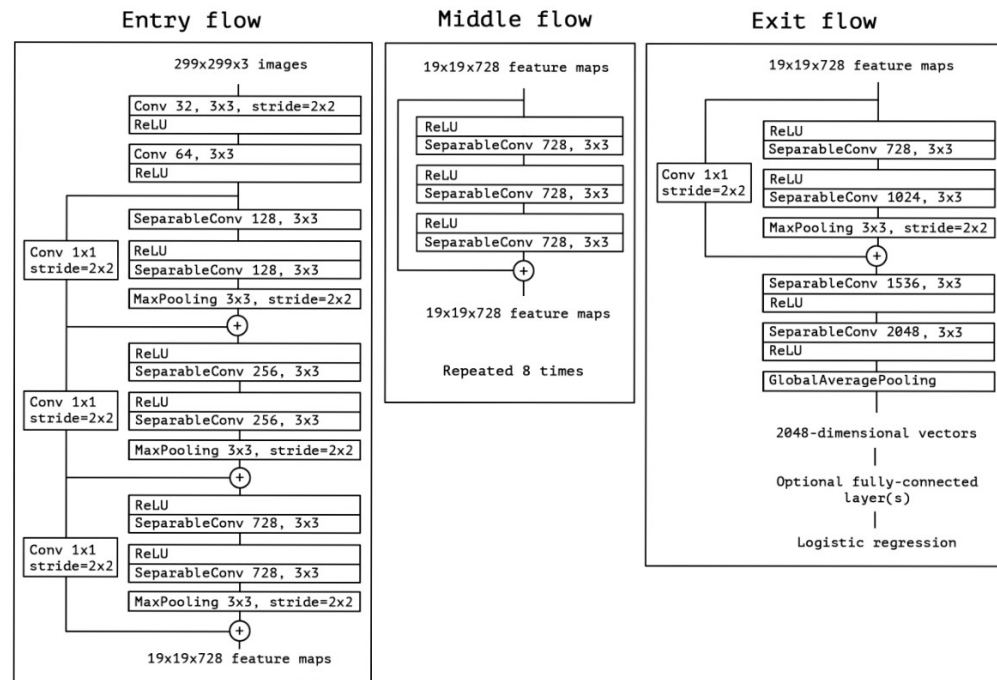 Entry flow
299x299x3 images
Conv 32, 3x3, stride=2x2
ReLU
Conv 64, 3x3
ReLU
SeparableConv 128, 3x3
Conv 1x1
stride=2x2
ReLU
SeparableConv 128, 3x3
MaxPooling 3x3, stride=2x2
+
ReLU
SeparableConv 256, 3x3
Conv 1x1
stride=2x2
ReLU
SeparableConv 256, 3x3
MaxPooling 3x3, stride=2x2
+
ReLU
SeparableConv 728, 3x3
Conv 1x1
stride=2x2
ReLU
SeparableConv 728, 3x3
MaxPooling 3x3, stride=2x2
+
19x19x728 feature maps
Middle flow
19x19x728 feature maps
ReLU
SeparableConv 728, 3x3
ReLU
SeparableConv 728, 3x3
ReLU
SeparableConv 728, 3x3
+
19x19x728 feature maps
Repeated 8 times
Exit flow
19x19x728 feature maps
ReLU
SeparableConv 728, 3x3
Conv 1x1
stride=2x2
ReLU
SeparableConv 1024, 3x3
MaxPooling 3x3, stride=2x2
+
SeparableConv 1536, 3x3
ReLU
SeparableConv 2048, 3x3
ReLU
GlobalAveragePooling
2048-dimensional vectors
Optional fully-connected
layer(s)
Logistic regression